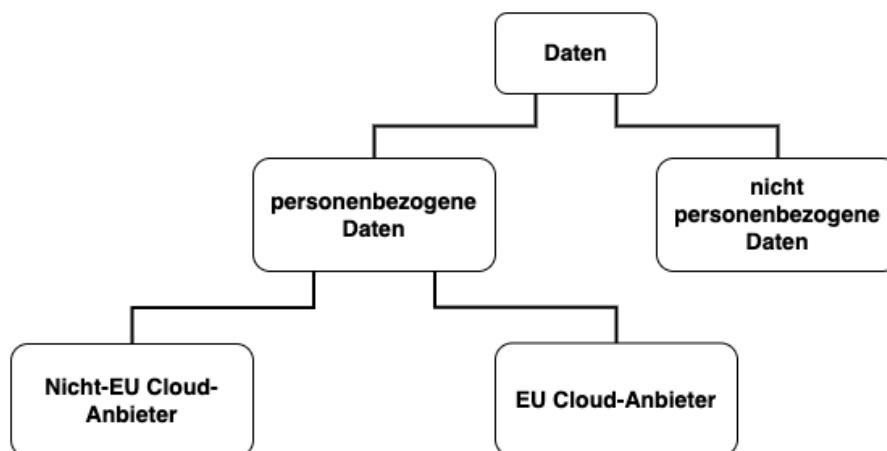 Daten
personenbezogene
Daten
nicht
personenbezogene
Daten
Nicht-EU Cloud-
Anbieter
EU Cloud-Anbieter